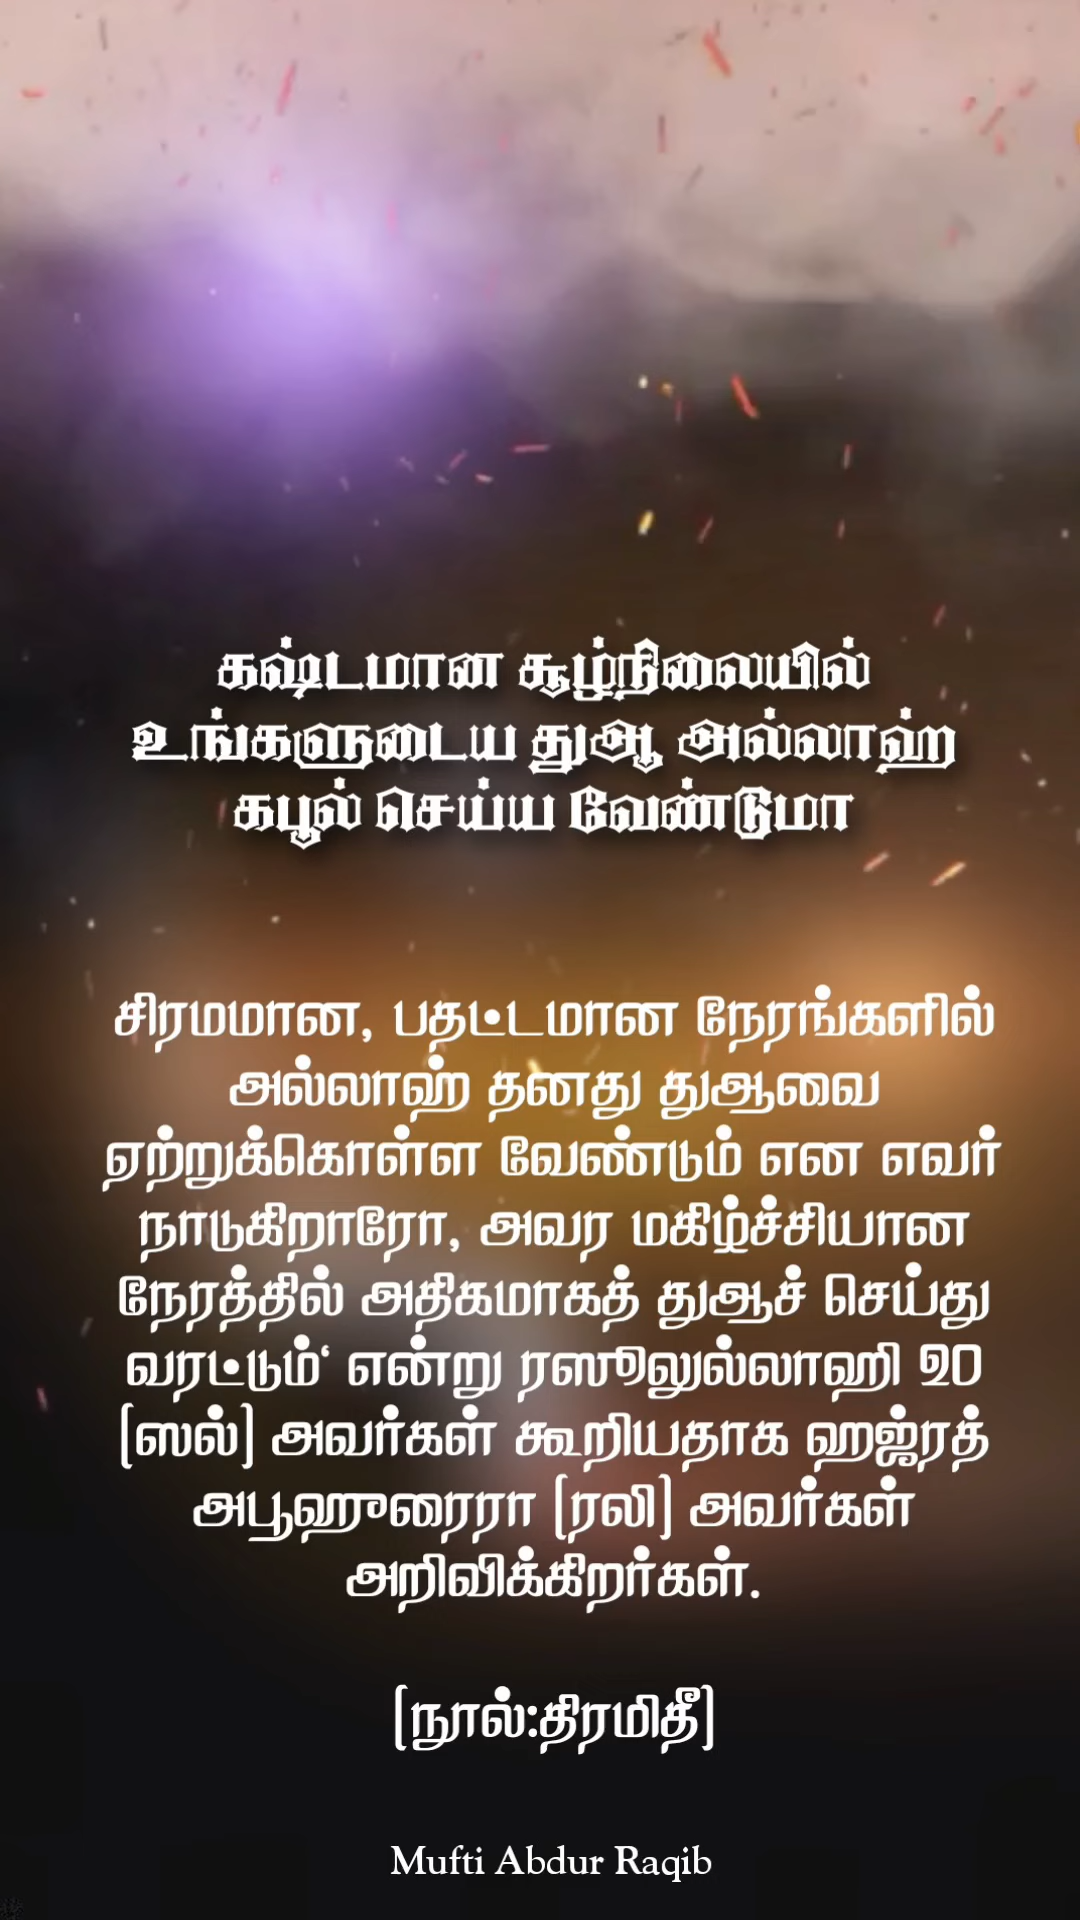 கஷ்டமான சூழ்நிலையில்
உங்களுடைய துஆ அல்லாஹ்
கபூல் செய்ய வேண்டுமா
சிரமமான, பதட்டமான நேரங்களில்
அல்லாஹ் தனது துஆவை
ஏற்றுக்கொள்ள வேண்டும் என எவர்
நாடுகிறாரோ, அவர மகிழ்ச்சியான
நேரத்தில் அதிகமாகத் துஆச் செய்து
வரட்டும்‘ என்று ரஸூலுல்லாஹி 20
(ஸல்) அவர்கள் கூறியதாக ஹஜ்ரத்
அபூஹுரைரா (ரலி) அவர்கள்
அறிவிக்கிறர்கள்.
(நூல்:திரமிதீ)
Mufti Abdur Raqib